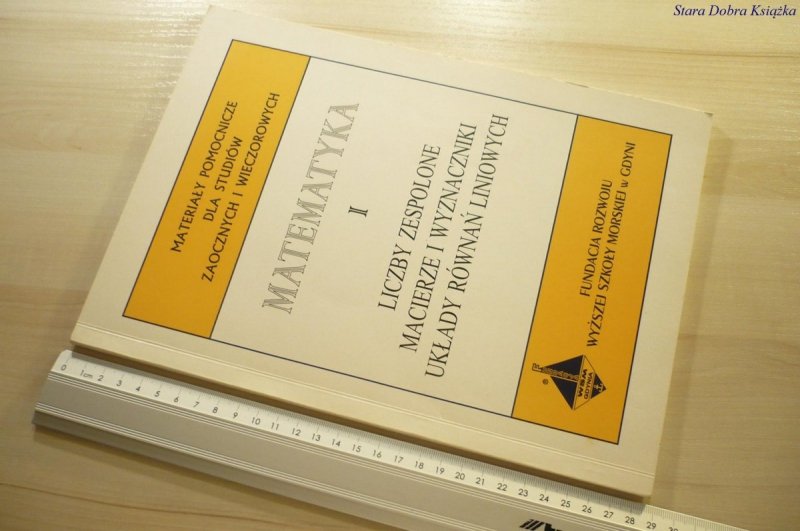 Stara Dobra Książka
MATERIAŁY POMOCNICZE
DLA STUDIÓW
ZAOCZNYCH I WIECZOROWYCH
MATEMATYKA
I
LICZBY ZESPOLONE
MACIERZE I WYZNACZNIKI
UKŁADY RÓWNAŃ LINIOWYCH
FUNDACJA ROZWOJU
WYŻSZEJ SZKOŁY MORSKIEJ w GDYNI
®
WSM
GDYNIA
0 1cm 2 3 4 5 6 7 8 9 10 11 12 13 14 15 16 17 18 19 20 21 22 23 24 25 26 27 28 29 30